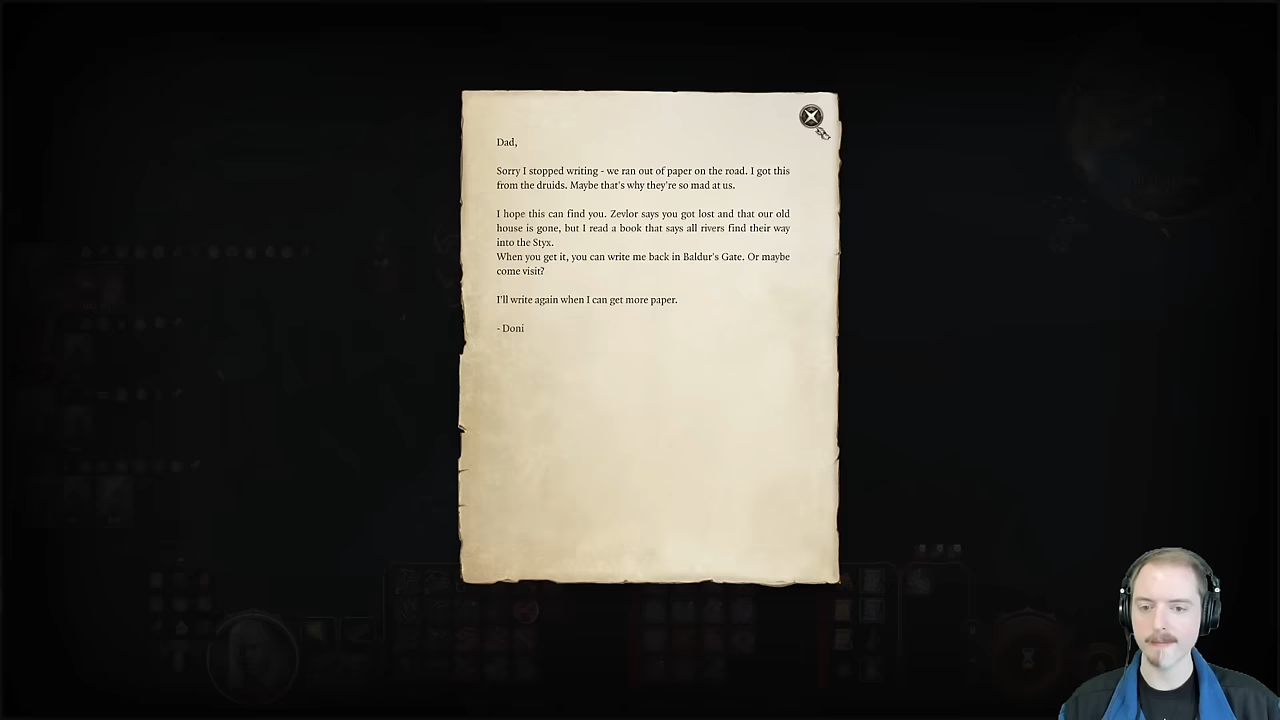 Dad,
Sorry I stopped writing - we ran out of paper on the road. I got this
from the druids. Maybe that's why they're so mad at us.
I hope this can find you. Zevlor says you got lost and that our old
house is gone, but I read a book that says all rivers find their way
into the Styx.
When you get it, you can write me back in Baldur's Gate. Or maybe
come visit?
I'll write again when I can get more paper.
- Doni